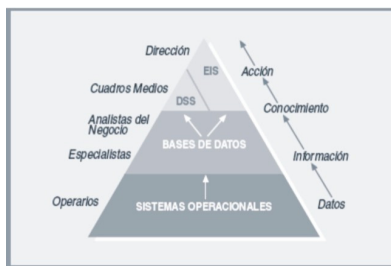 Dirección
EIS
Acción
Cuadros Medios
DSS
Conocimiento
Analistas del
Negocio
BASES DE DATOS
Especialistas
Información
Operarios
SISTEMAS OPERACIONALES
Datos